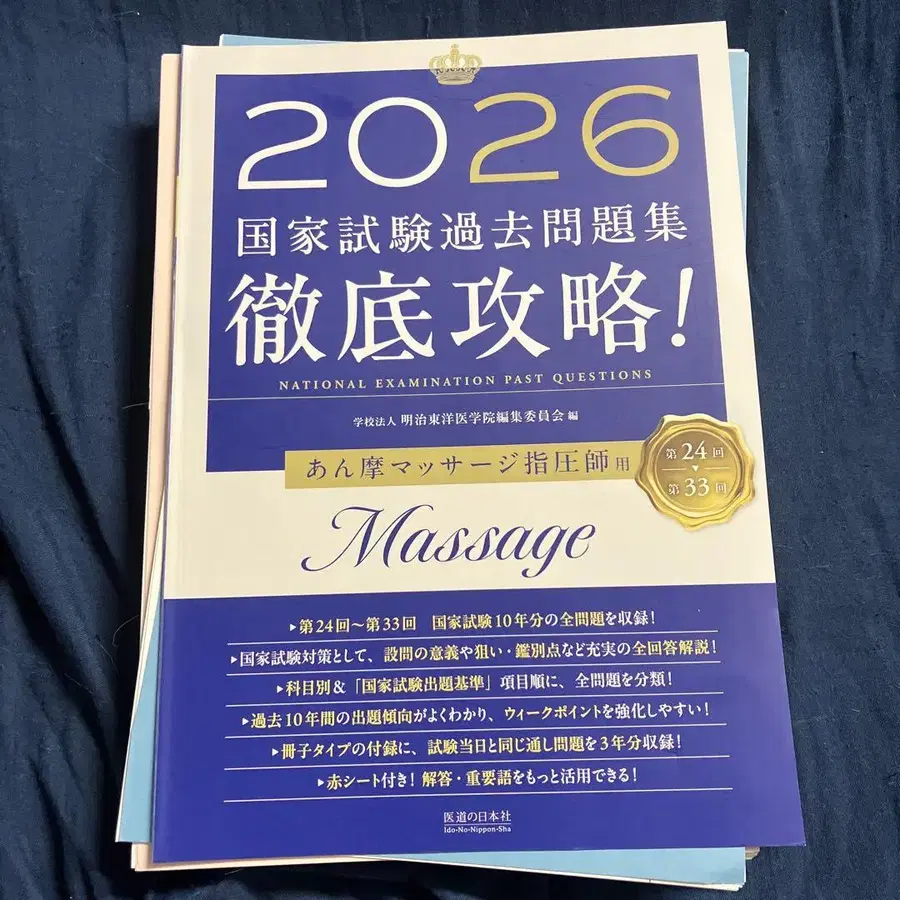 2026
国家試験過去問題集
徹底攻略!
NATIONAL EXAMINATION PAST QUESTIONS
学校法人 明治東洋医学院編集委員会 編
あん摩マッサージ指圧師用
第24回
▼
第33回
Massage
▶第24回～第33回 国家試験10年分の全問題を収録!
▶国家試験対策として、設問の意義や狙い・鑑別点など充実の全回答解説!
▶科目別&「国家試験出題基準」項目順に、全問題を分類!
▶過去10年間の出題傾向がよくわかり、ウィークポイントを強化しやすい!
▶冊子タイプの付録に、試験当日と同じ通し問題を3年分収録!
▶赤シート付き! 解答・重要語をもっと活用できる!
医道の日本社
Ido-No-Nippon-Sha